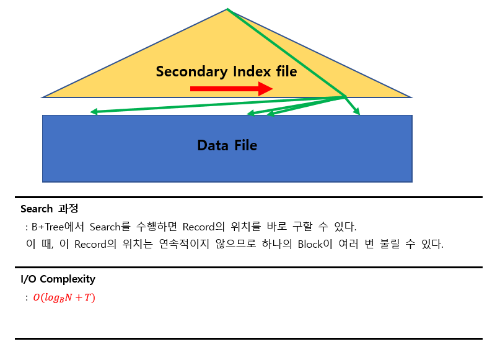 Secondary Index file
Data File
Search 과정
: B+Tree에서 Search를 수행하면 Record의 위치를 바로 구할 수 있다.
이 때, 이 Record의 위치는 연속적이지 않으므로 하나의 Block이 여러 번 불릴 수 있다.
I/O Complexity
: O(log_B N + T)